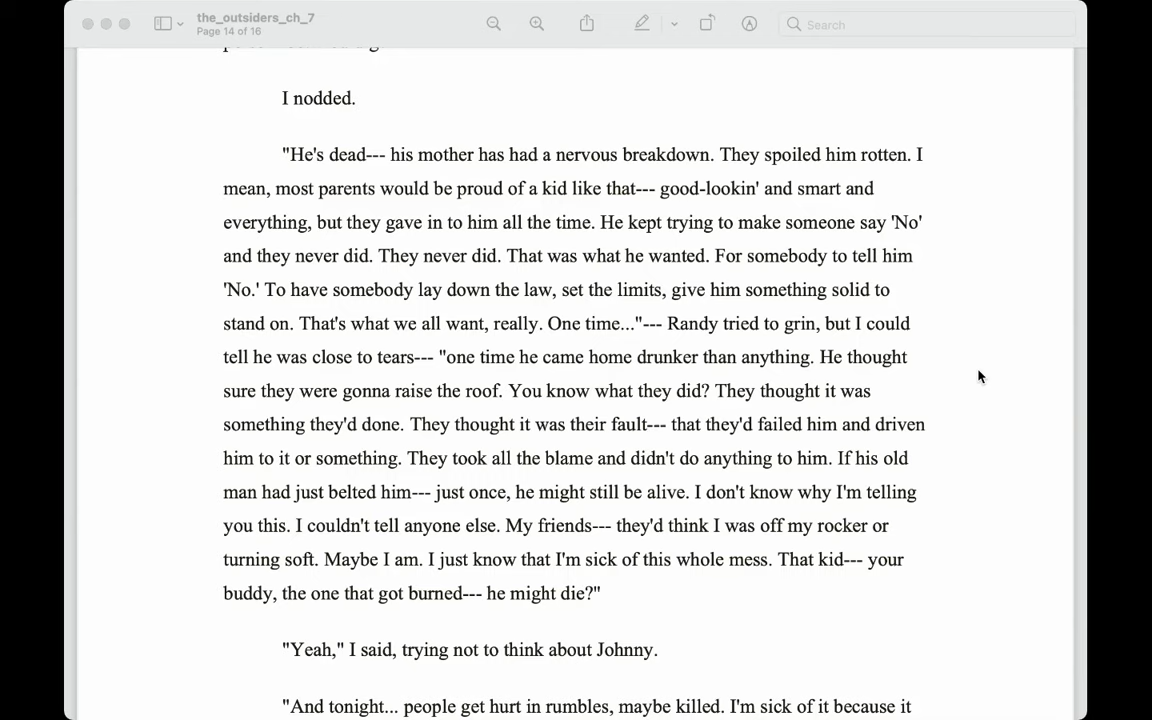 the_outsiders_ch_7
Page 14 of 16
Search
I nodded.
"He's dead--- his mother has had a nervous breakdown. They spoiled him rotten. I
mean, most parents would be proud of a kid like that--- good-lookin' and smart and
everything, but they gave in to him all the time. He kept trying to make someone say 'No'
and they never did. They never did. That was what he wanted. For somebody to tell him
'No.' To have somebody lay down the law, set the limits, give him something solid to
stand on. That's what we all want, really. One time..."--- Randy tried to grin, but I could
tell he was close to tears--- "one time he came home drunker than anything. He thought
sure they were gonna raise the roof. You know what they did? They thought it was
something they'd done. They thought it was their fault--- that they'd failed him and driven
him to it or something. They took all the blame and didn't do anything to him. If his old
man had just belted him--- just once, he might still be alive. I don't know why I'm telling
you this. I couldn't tell anyone else. My friends--- they'd think I was off my rocker or
turning soft. Maybe I am. I just know that I'm sick of this whole mess. That kid--- your
buddy, the one that got burned--- he might die?"
"Yeah," I said, trying not to think about Johnny.
"And tonight... people get hurt in rumbles, maybe killed. I'm sick of it because it